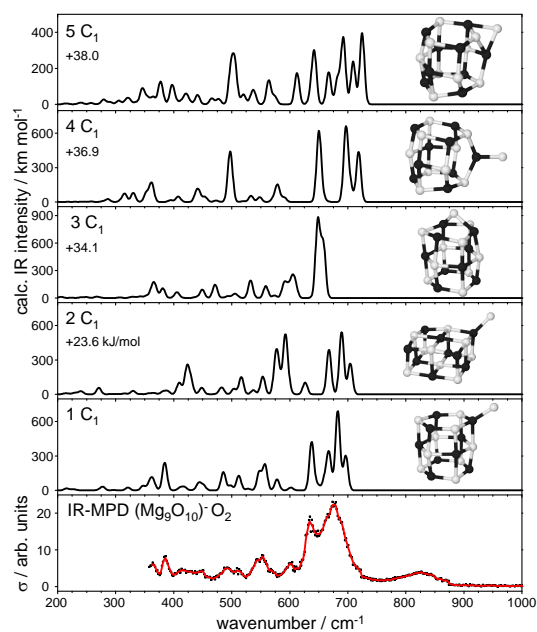 calc. IR intensity / km mol⁻¹
5 C₁
+38.0
400
200
0
4 C₁
+36.9
600
300
0
3 C₁
+34.1
900
600
300
0
2 C₁
+23.6 kJ/mol
600
300
0
1 C₁
600
300
0
σ / arb. units
IR-MPD (Mg₉O₁₀)⁻O₂
20
10
0
200 300 400 500 600 700 800 900 1000
wavenumber / cm⁻¹